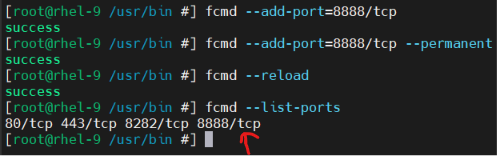 [root@rhel-9 /usr/bin #] fcmd --add-port=8888/tcp
success
[root@rhel-9 /usr/bin #] fcmd --add-port=8888/tcp --permanent
success
[root@rhel-9 /usr/bin #] fcmd --reload
success
[root@rhel-9 /usr/bin #] fcmd --list-ports
80/tcp 443/tcp 8282/tcp 8888/tcp
[root@rhel-9 /usr/bin #]